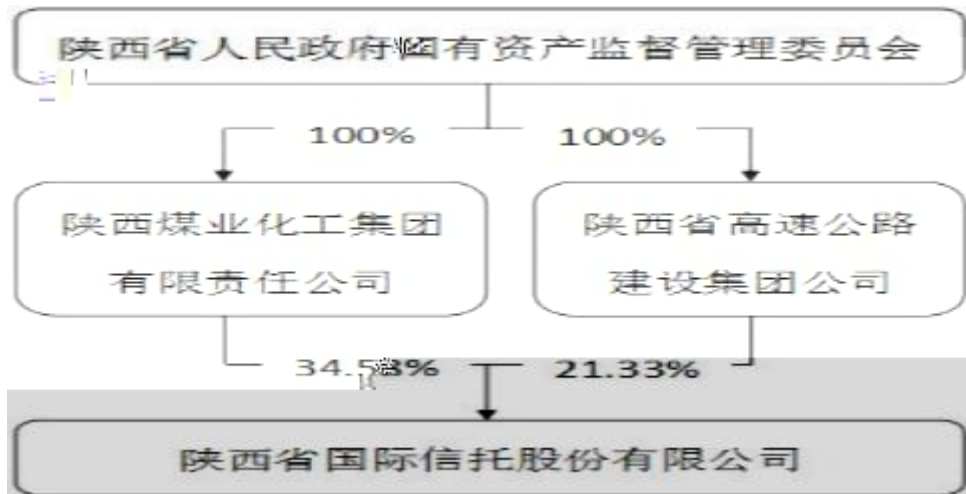 陕西省人民政府国有资产监督管理委员会
100%
100%
陕西煤业化工集团
有限责任公司
陕西省高速公路
建设集团公司
34.58%
21.33%
陕西省国际信托股份有限公司